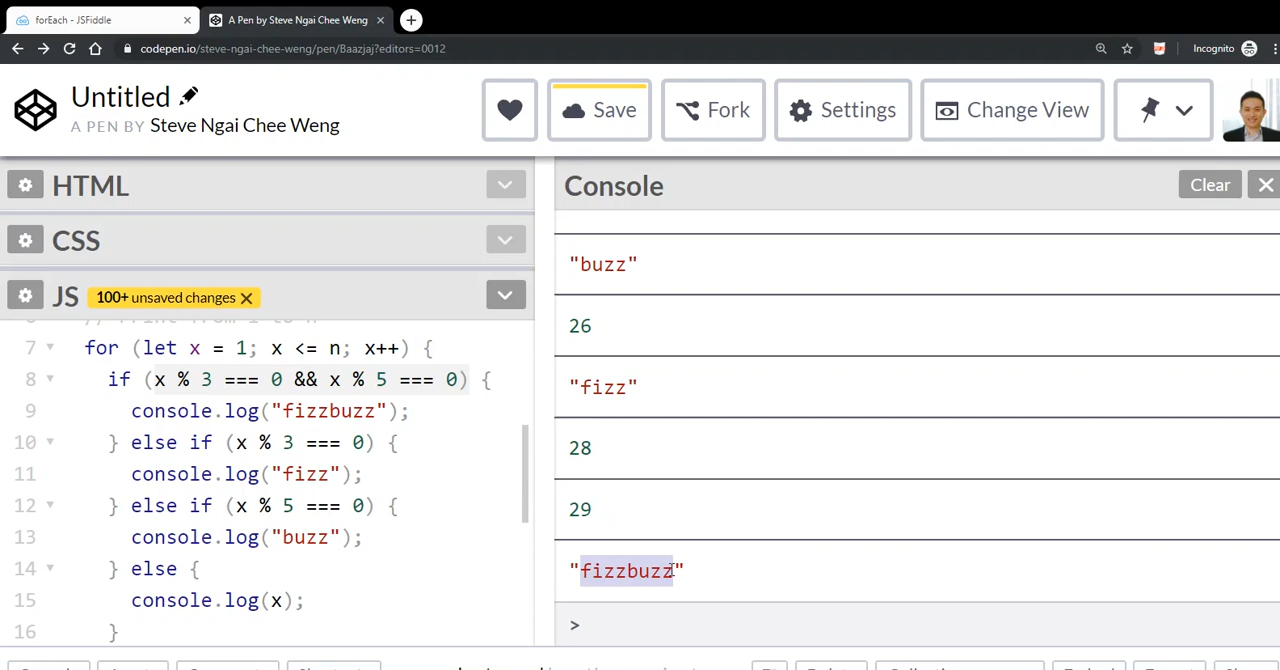 forEach - JSFiddle
A Pen by Steve Ngai Chee Weng
codepen.io/steve-ngai-chee-weng/pen/Baazjaj?editors=0012
Incognito
Untitled
A PEN BY Steve Ngai Chee Weng
Save
Fork
Settings
Change View
HTML
CSS
JS 100+ unsaved changes
7 for (let x = 1; x <= n; x++) {
8 if (x % 3 === 0 && x % 5 === 0) {
9 console.log("fizzbuzz");
10 } else if (x % 3 === 0) {
11 console.log("fizz");
12 } else if (x % 5 === 0) {
13 console.log("buzz");
14 } else {
15 console.log(x);
16 }
Console
Clear
"buzz"
26
"fizz"
28
29
"fizzbuzz"
>